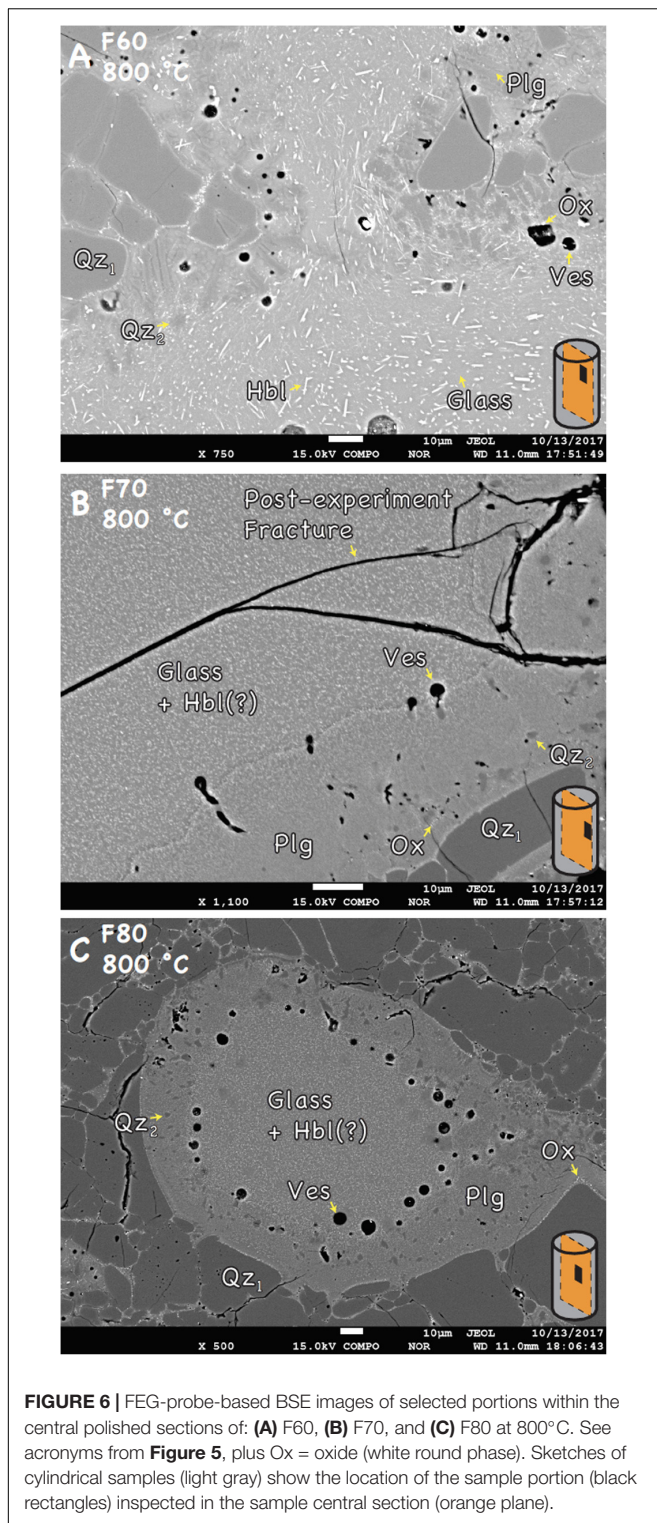 A F60
800 °C
Plg
Ox
Qz1
Ves
Qz2
Hbl
Glass
10μm JEOL 10/13/2017
X 750 15.0kV COMPO NOR WD 11.0mm 17:51:49
B F70
800 °C
Post-experiment
Fracture
Ves
Glass
+ Hbl(?)
Qz2
Plg
Ox
Qz1
10μm JEOL 10/13/2017
X 1,100 15.0kV COMPO NOR WD 11.0mm 17:57:12
C F80
800 °C
Glass
+ Hbl(?)
Qz2
Ox
Ves
Plg
Qz1
10μm JEOL 10/13/2017
X 500 15.0kV COMPO NOR WD 11.0mm 18:06:43
FIGURE 6 | FEG-probe-based BSE images of selected portions within the
central polished sections of: (A) F60, (B) F70, and (C) F80 at 800°C. See
acronyms from Figure 5, plus Ox = oxide (white round phase). Sketches of
cylindrical samples (light gray) show the location of the sample portion (black
rectangles) inspected in the sample central section (orange plane).